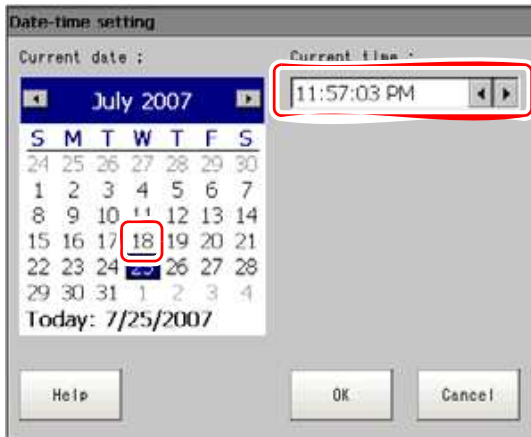 Date-time setting
Current date :
Current time :
July 2007
11:57:03 PM
S M T W T F S
24 25 26 27 28 29 30
1 2 3 4 5 6 7
8 9 10 11 12 13 14
15 16 17 18 19 20 21
22 23 24 25 26 27 28
29 30 31 1 2 3 4
Today: 7/25/2007
Help OK Cancel